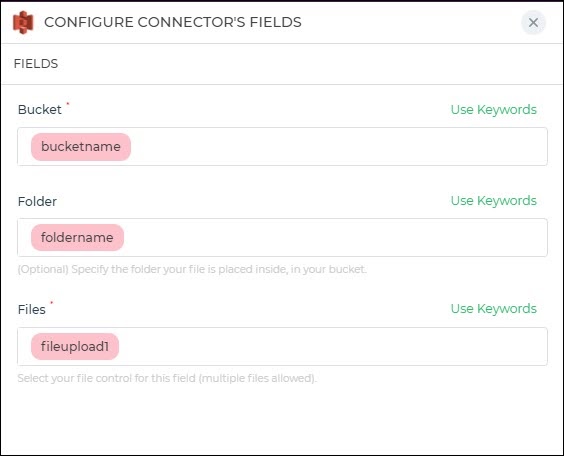 CONFIGURE CONNECTOR'S FIELDS
FIELDS
Bucket * Use Keywords
bucketname
Folder Use Keywords
foldername
(Optional) Specify the folder your file is placed inside, in your bucket.
Files * Use Keywords
fileupload1
Select your file control for this field (multiple files allowed).